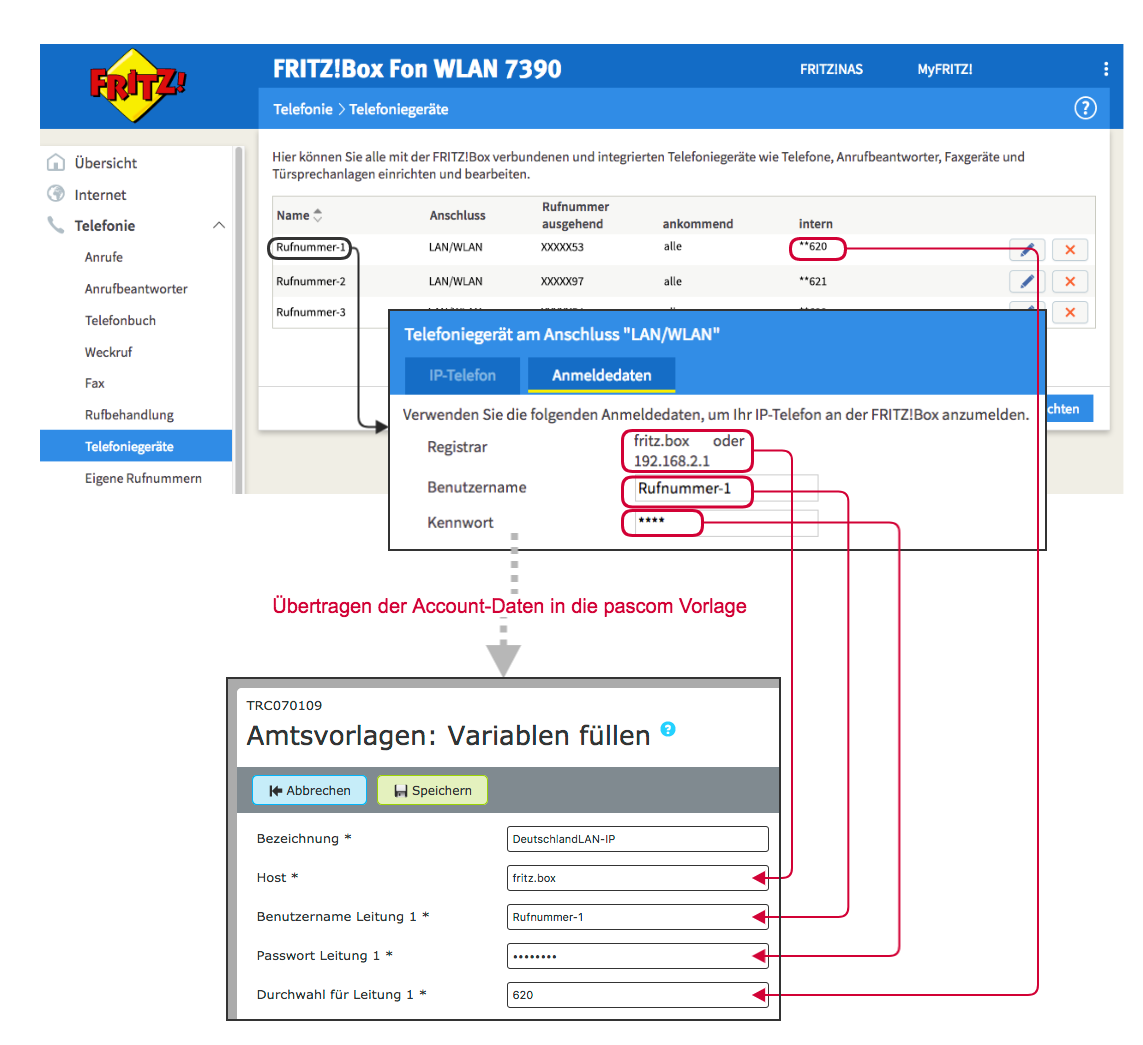 FRITZ!
FRITZ!Box Fon WLAN 7390
FRITZ!NAS
MyFRITZ!
Telefonie > Telefoniegeräte
?
Übersicht
Internet
Telefonie
Anrufe
Anrufbeantworter
Telefonbuch
Weckruf
Fax
Rufbehandlung
Telefoniegeräte
Eigene Rufnummern
Hier können Sie alle mit der FRITZ!Box verbundenen und integrierten Telefoniegeräte wie Telefone, Anrufbeantworter, Faxgeräte und
Türsprechanlagen einrichten und bearbeiten.
Name Anschluss Rufnummer ausgehend ankommend intern
Rufnummer-1 LAN/WLAN XXXXX53 alle **620
Rufnummer-2 LAN/WLAN XXXXX97 alle **621
Rufnummer-3
chten
Telefoniegerät am Anschluss "LAN/WLAN"
IP-Telefon Anmeldedaten
Verwenden Sie die folgenden Anmeldedaten, um Ihr IP-Telefon an der FRITZ!Box anzumelden.
Registrar fritz.box oder
192.168.2.1
Benutzername Rufnummer-1
Kennwort ****
Übertragen der Account-Daten in die pascom Vorlage
TRC070109
Amtsvorlagen: Variablen füllen ?
Abbrechen Speichern
Bezeichnung * DeutschlandLAN-IP
Host * fritz.box
Benutzername Leitung 1 * Rufnummer-1
Passwort Leitung 1 * ••••••••
Durchwahl für Leitung 1 * 620